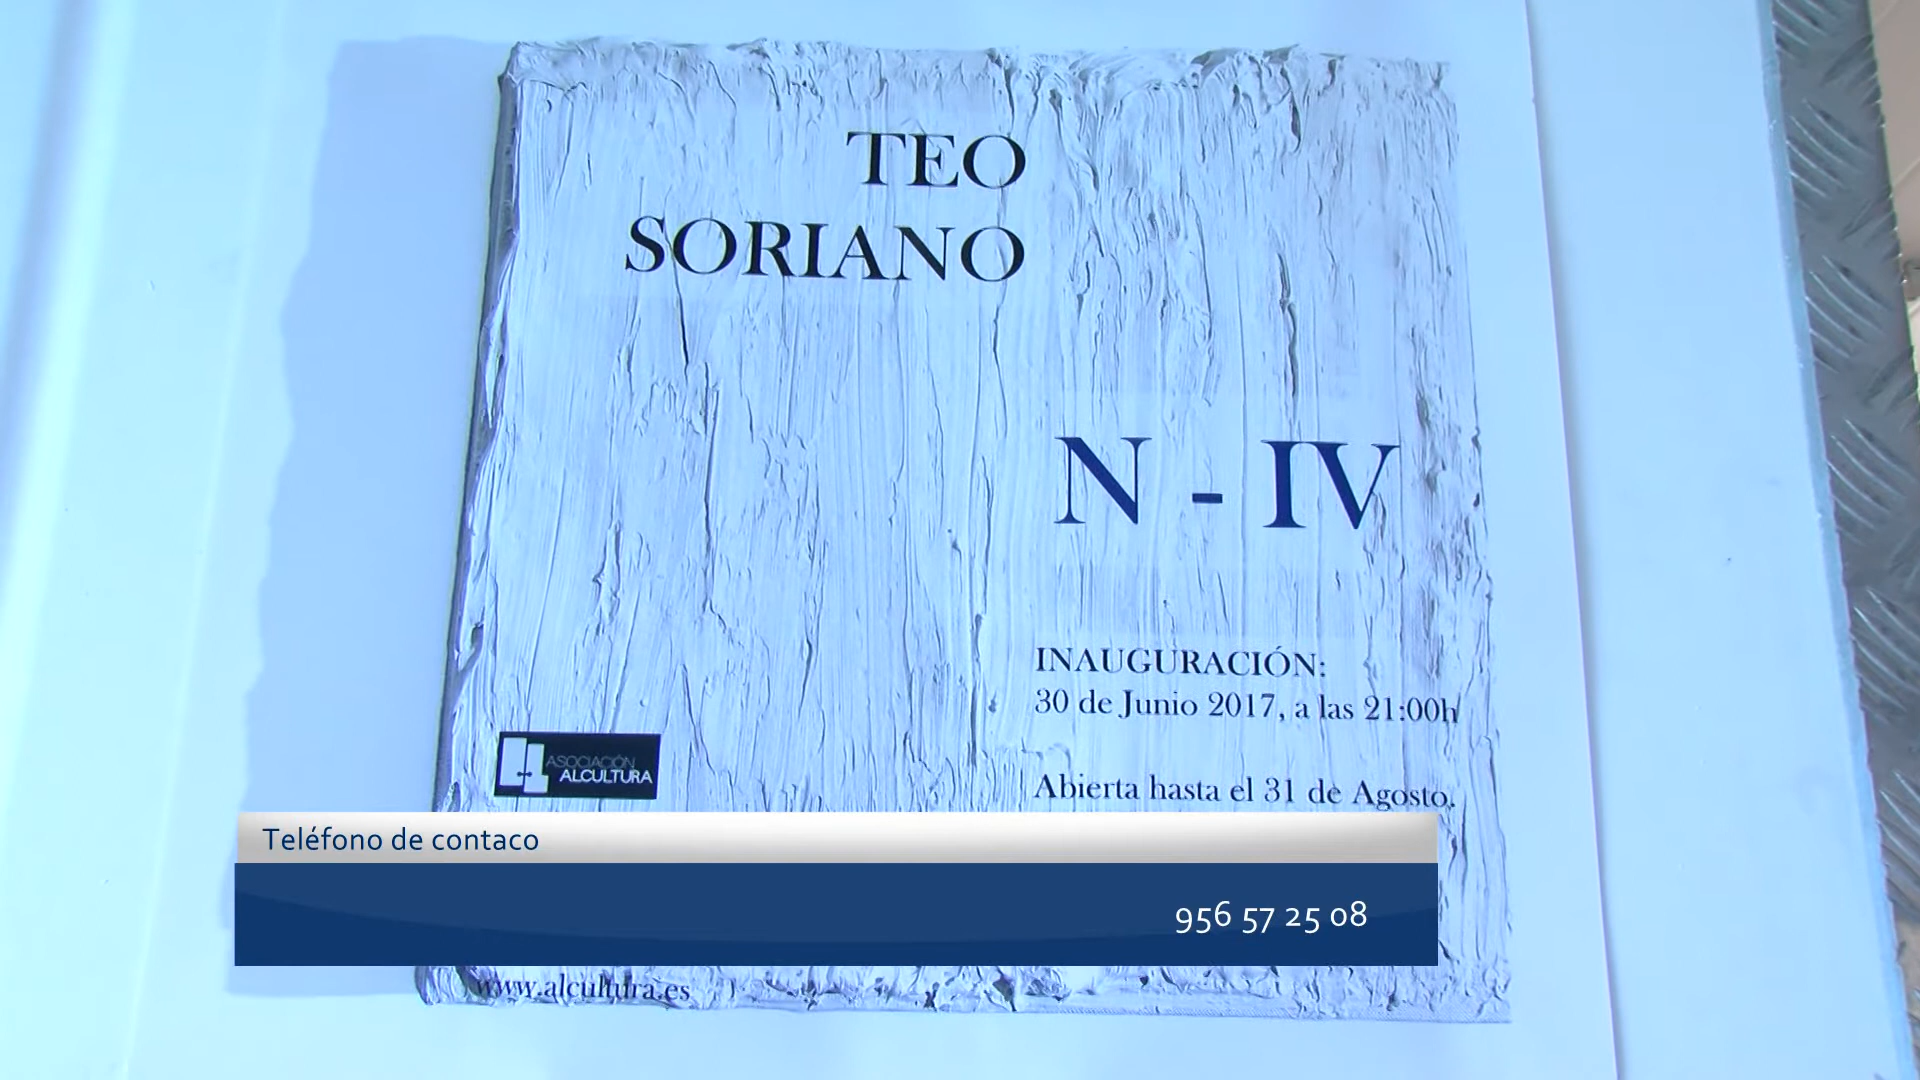 TEO
SORIANO
N - IV
INAUGURACIÓN:
30 de Junio 2017, a las 21:00h
Abierta hasta el 31 de Agosto.
ASOCIACIÓN
ALCULTURA
Teléfono de contaco
956 57 25 08
www.alcultura.es